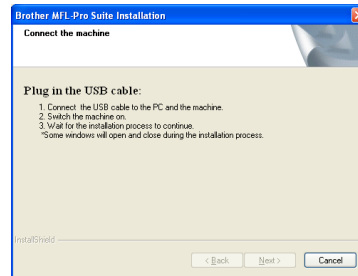 Brother MFL-Pro Suite Installation
Connect the machine
Plug in the USB cable:
1. Connect the USB cable to the PC and the machine.
2. Switch the machine on.
3. Wait for the installation process to continue.
*Some windows will open and close during the installation process.
InstallShield
< Back
Next >
Cancel